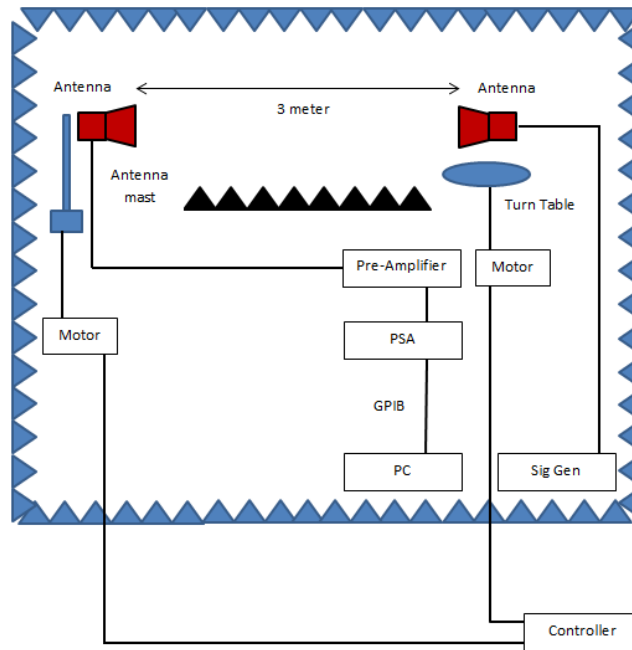 Antenna
Antenna
3 meter
Antenna
mast
Turn Table
Pre-Amplifier
Motor
Motor
PSA
GPIB
PC
Sig Gen
Controller